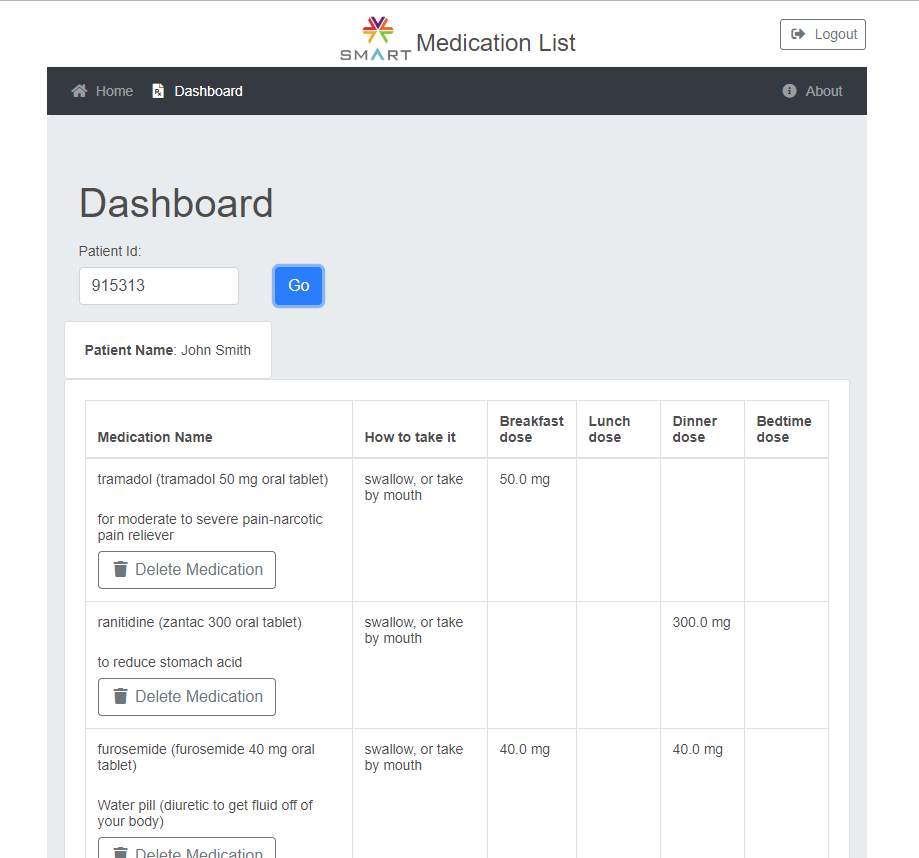 SMART Medication List
Logout
Home Dashboard About
Dashboard
Patient Id:
915313 Go
Patient Name: John Smith
Medication Name How to take it Breakfast dose Lunch dose Dinner dose Bedtime dose
tramadol (tramadol 50 mg oral tablet)
for moderate to severe pain-narcotic
pain reliever
Delete Medication
swallow, or take
by mouth
50.0 mg
ranitidine (zantac 300 oral tablet)
to reduce stomach acid
Delete Medication
swallow, or take
by mouth
300.0 mg
furosemide (furosemide 40 mg oral
tablet)
Water pill (diuretic to get fluid off of
your body)
Delete Medication
swallow, or take
by mouth
40.0 mg
40.0 mg